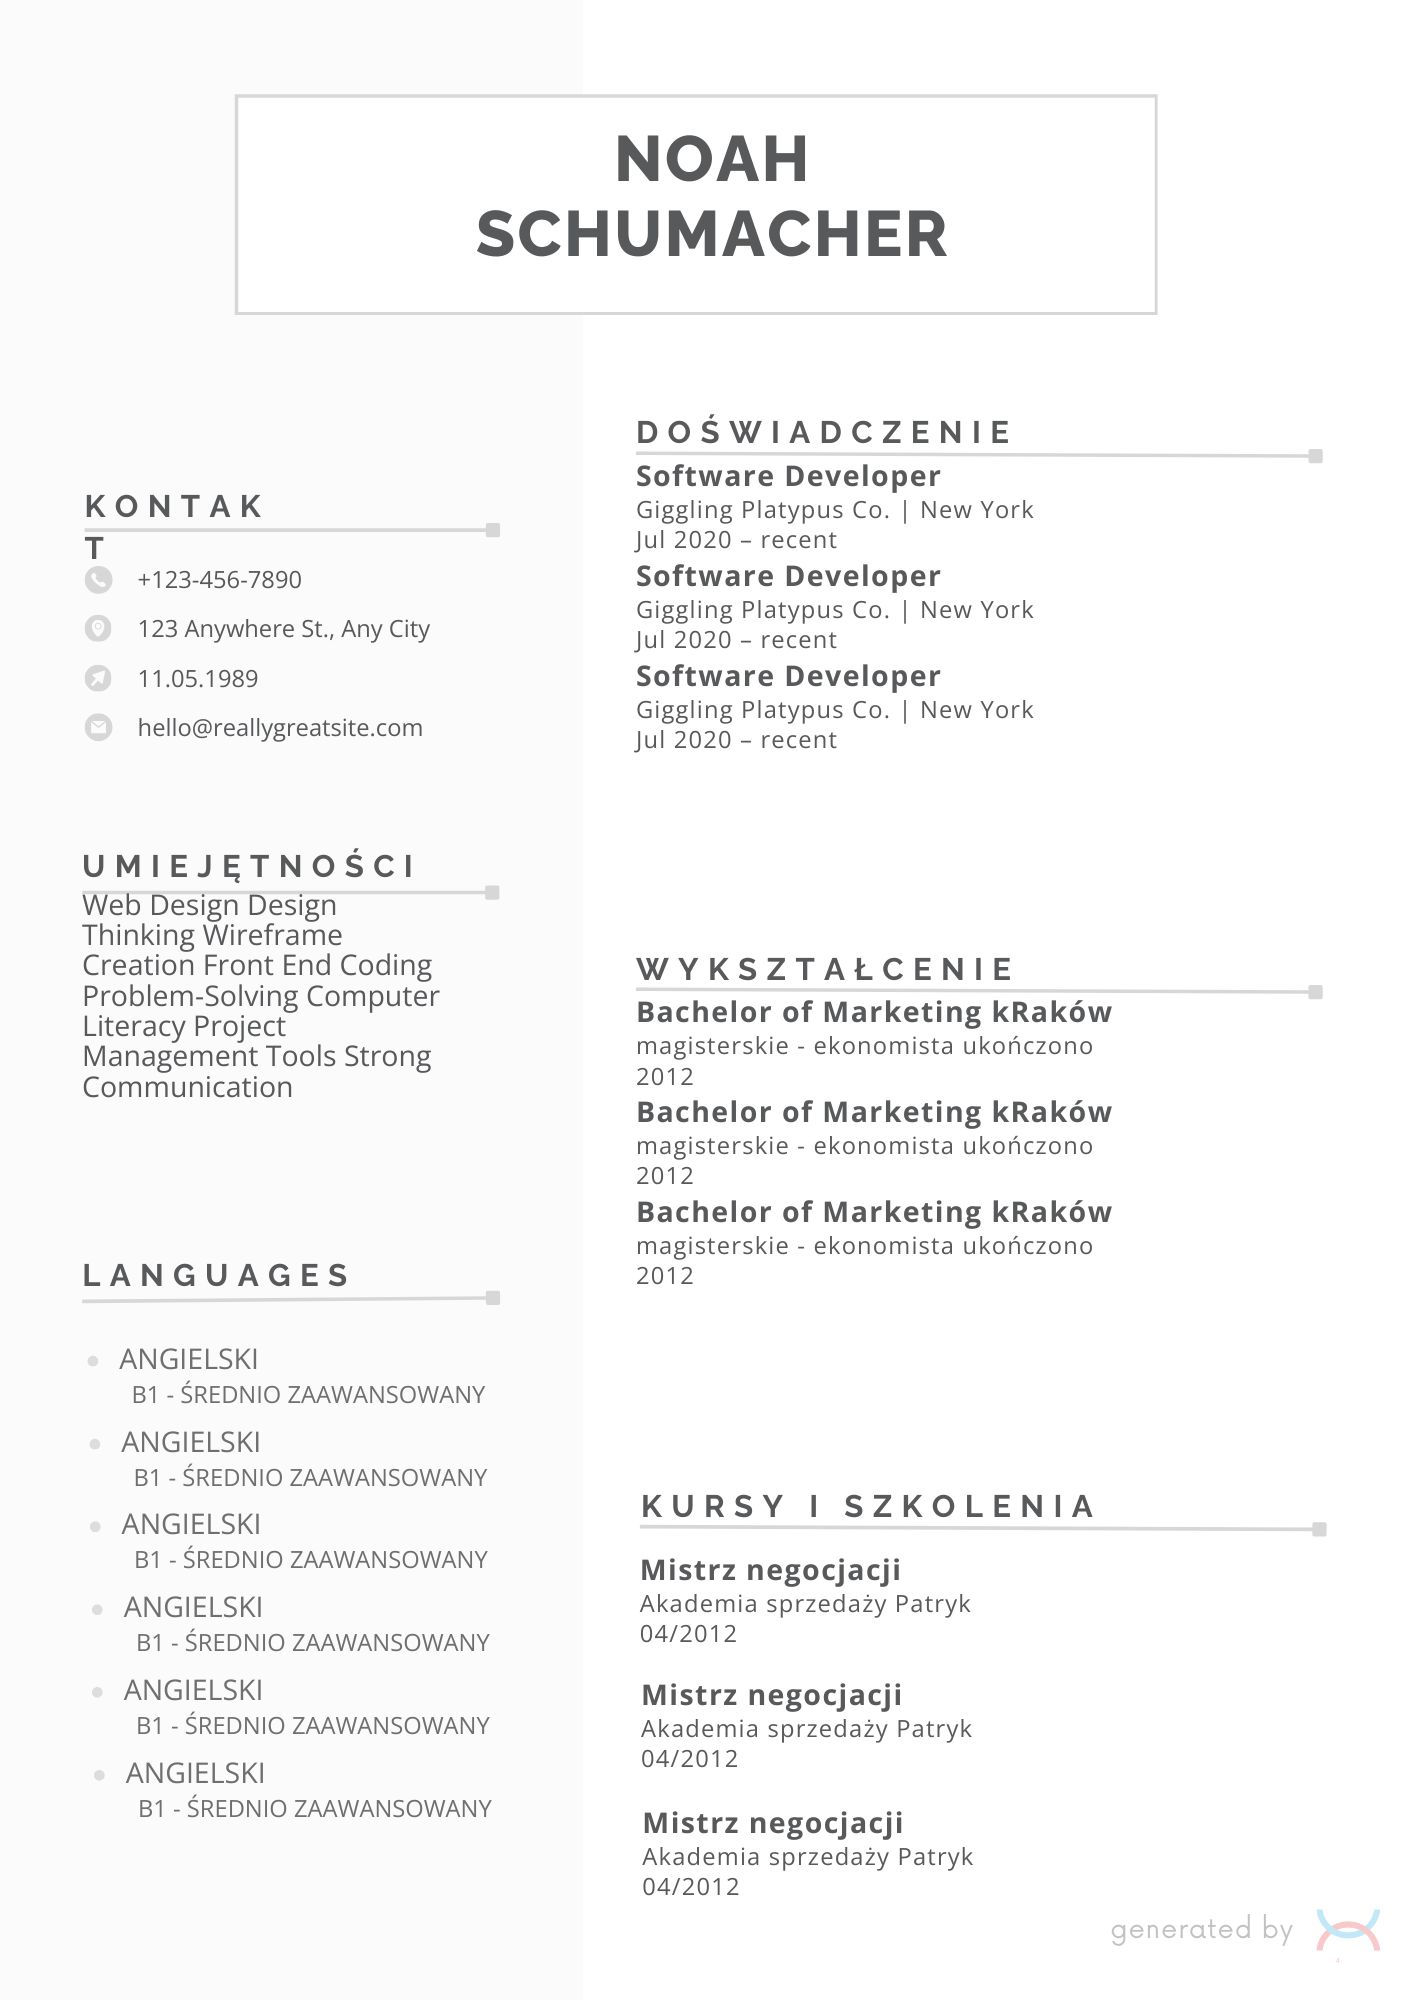 NOAH
SCHUMACHER
KONTAK
T
+123-456-7890
123 Anywhere St., Any City
11.05.1989
hello@reallygreatsite.com
UMIEJĘTNOŚCI
Web Design Design
Thinking Wireframe
Creation Front End Coding
Problem-Solving Computer
Literacy Project
Management Tools Strong
Communication
LANGUAGES
ANGIELSKI
B1 - ŚREDNIO ZAAWANSOWANY
ANGIELSKI
B1 - ŚREDNIO ZAAWANSOWANY
ANGIELSKI
B1 - ŚREDNIO ZAAWANSOWANY
ANGIELSKI
B1 - ŚREDNIO ZAAWANSOWANY
ANGIELSKI
B1 - ŚREDNIO ZAAWANSOWANY
ANGIELSKI
B1 - ŚREDNIO ZAAWANSOWANY
DOŚWIADCZENIE
Software Developer
Giggling Platypus Co. | New York
Jul 2020 – recent
Software Developer
Giggling Platypus Co. | New York
Jul 2020 – recent
Software Developer
Giggling Platypus Co. | New York
Jul 2020 – recent
WYKSZTAŁCENIE
Bachelor of Marketing kRaków
magisterskie - ekonomista ukończono
2012
Bachelor of Marketing kRaków
magisterskie - ekonomista ukończono
2012
Bachelor of Marketing kRaków
magisterskie - ekonomista ukończono
2012
KURSY I SZKOLENIA
Mistrz negocjacji
Akademia sprzedaży Patryk
04/2012
Mistrz negocjacji
Akademia sprzedaży Patryk
04/2012
Mistrz negocjacji
Akademia sprzedaży Patryk
04/2012
generated by